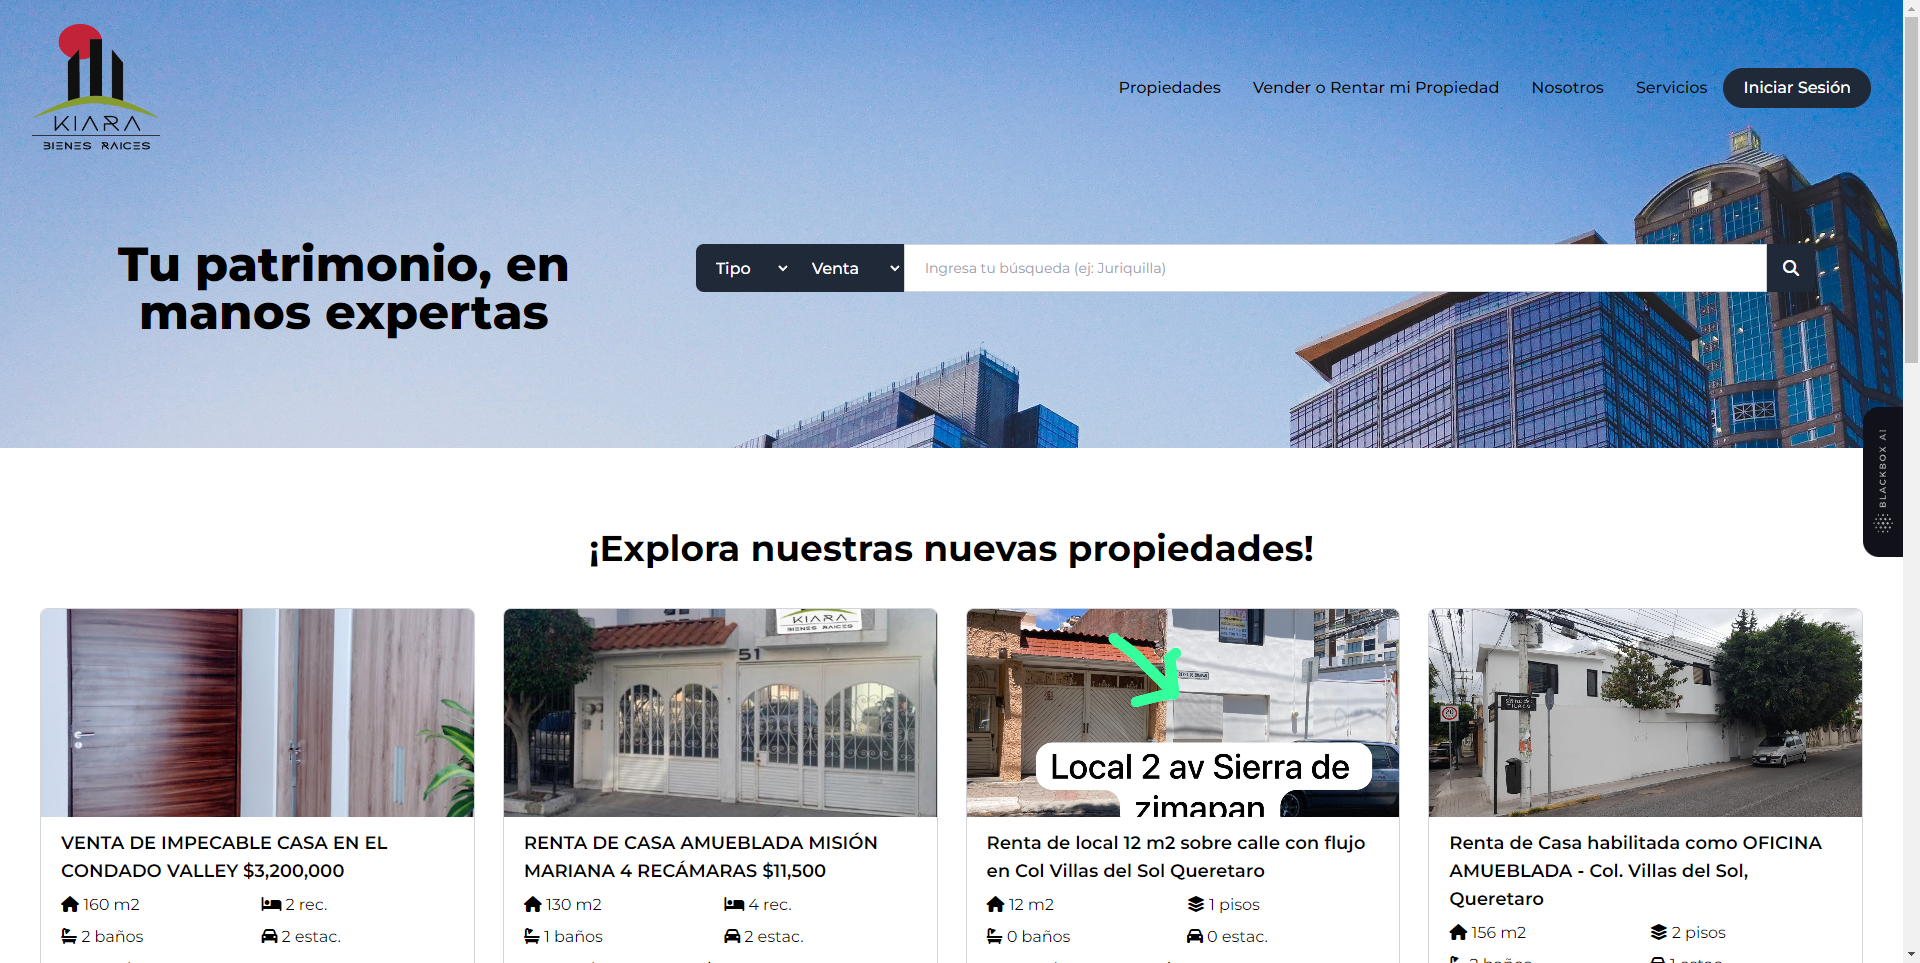 KIARA
BIENES RAICES
Propiedades
Vender o Rentar mi Propiedad
Nosotros
Servicios
Iniciar Sesión
Tu patrimonio, en
manos expertas
Tipo
Venta
Ingresa tu búsqueda (ej: Juriquilla)
BLACKBOX AI
¡Explora nuestras nuevas propiedades!
VENTA DE IMPECABLE CASA EN EL
CONDADO VALLEY $3,200,000
160 m2
2 rec.
2 baños
2 estac.
KIARA
BIENES RAICES
51
RENTA DE CASA AMUEBLADA MISIÓN
MARIANA 4 RECÁMARAS $11,500
130 m2
4 rec.
1 baños
2 estac.
Local 2 av Sierra de
zimapan
Renta de local 12 m2 sobre calle con flujo
en Col Villas del Sol Queretaro
12 m2
1 pisos
0 baños
0 estac.
Renta de Casa habilitada como OFICINA
AMUEBLADA - Col. Villas del Sol,
Queretaro
156 m2
2 pisos